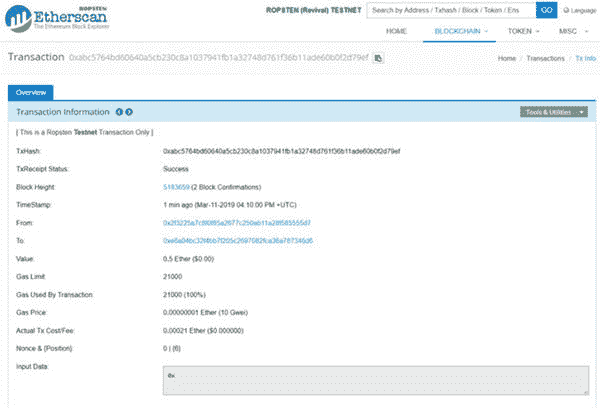 ROPSTEN
Etherscan
The Ethereum Block Explorer
ROPSTEN (Revival) TESTNET
Search by Address / Txhash / Block / Token / Ens
GO
Language
HOME
BLOCKCHAIN
TOKEN
MISC
Transaction 0xabc5764bd60640a5cb230c8a1037941fb1a32748d761f36b11ade60b0f2d79ef
Home / Transactions / Tx Info
Overview
Transaction Information
Tools & Utilities
[ This is a Ropsten Testnet Transaction Only ]
TxHash: 0xabc5764bd60640a5cb230c8a1037941fb1a32748d761f36b11ade60b0f2d79ef
TxReceipt Status: Success
Block Height: 5183659 (2 Block Confirmations)
TimeStamp: 1 min ago (Mar-11-2019 04:10:00 PM +UTC)
From:
To:
Value: 0.5 Ether ($0.00)
Gas Limit: 21000
Gas Used By Transaction: 21000 (100%)
Gas Price: 0.00000001 Ether (10 Gwei)
Actual Tx Cost/Fee: 0.00021 Ether ($0.000000)
Nonce & {Position}: 0 | {6}
Input Data:
0x